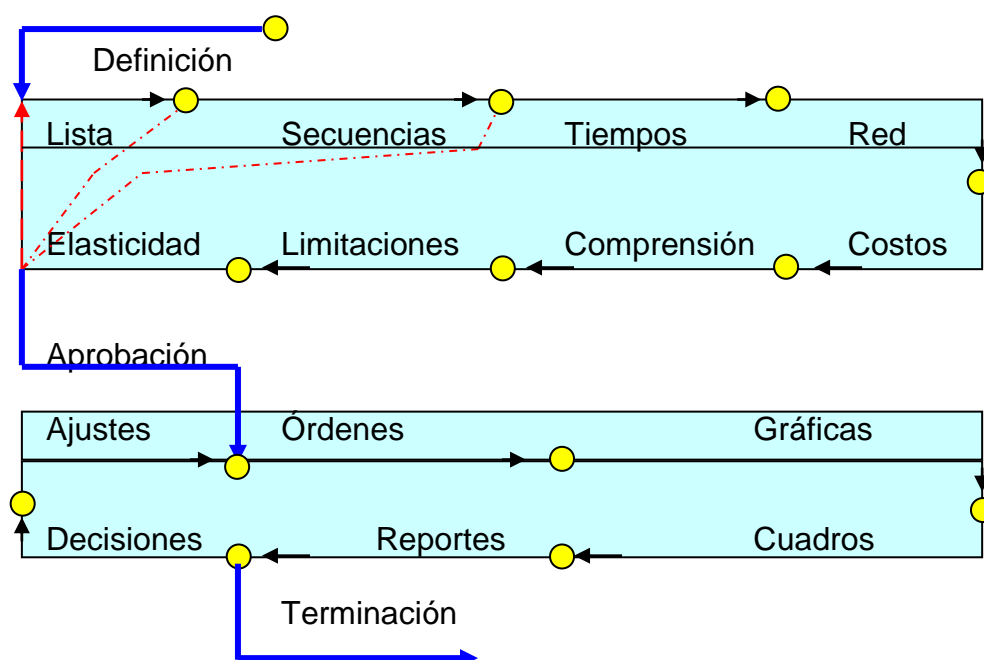 Definición
Lista Secuencias Tiempos Red
Elasticidad Limitaciones Comprensión Costos
Aprobación
Ajustes Órdenes Gráficas
Decisiones Reportes Cuadros
Terminación